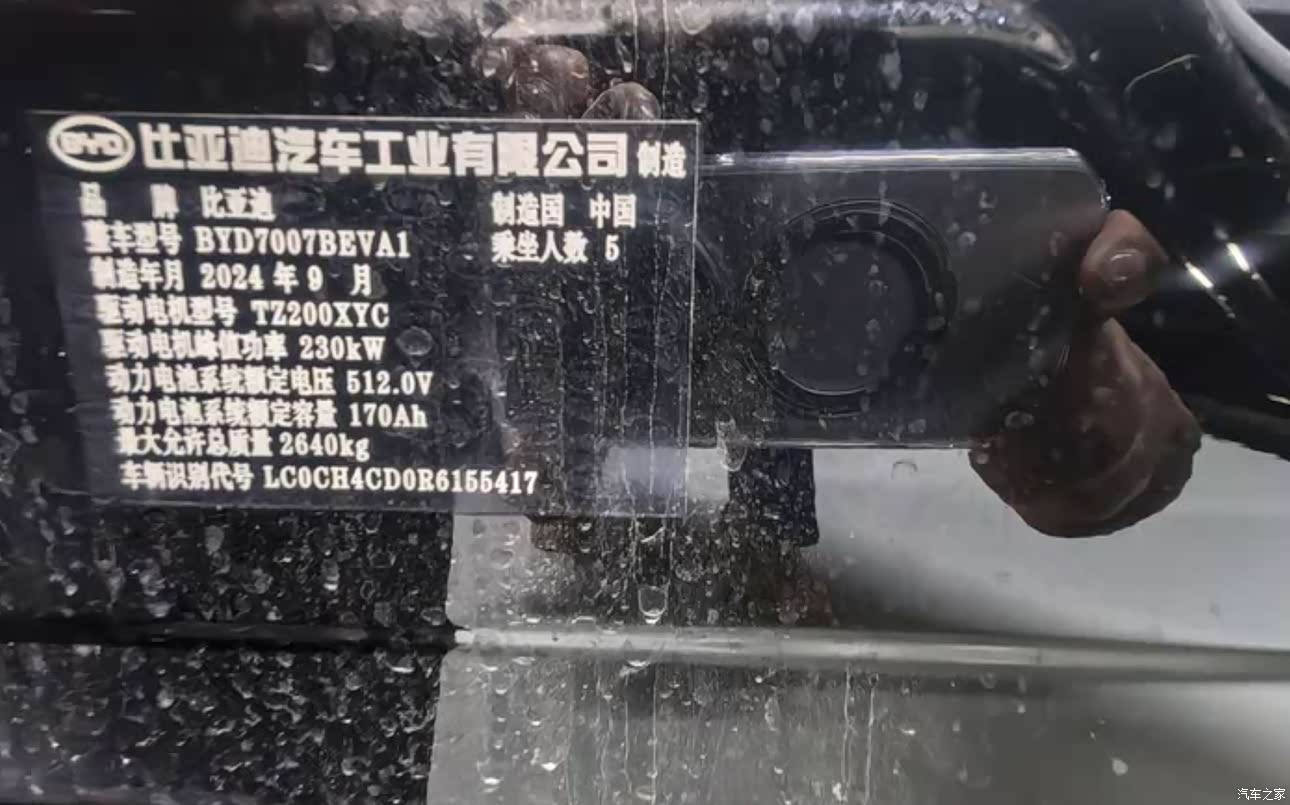 BYD 比亚迪汽车工业有限公司 制造
品 牌 比亚迪 制造国 中国
整车型号 BYD7007BEVA1 乘坐人数 5
制造年月 2024 年 9 月
驱动电机型号 TZ200XYC
驱动电机峰值功率 230kW
动力电池系统额定电压 512.0V
动力电池系统额定容量 170Ah
最大允许总质量 2640kg
车辆识别代号 LC0CH4CD0R6155417
汽车之家